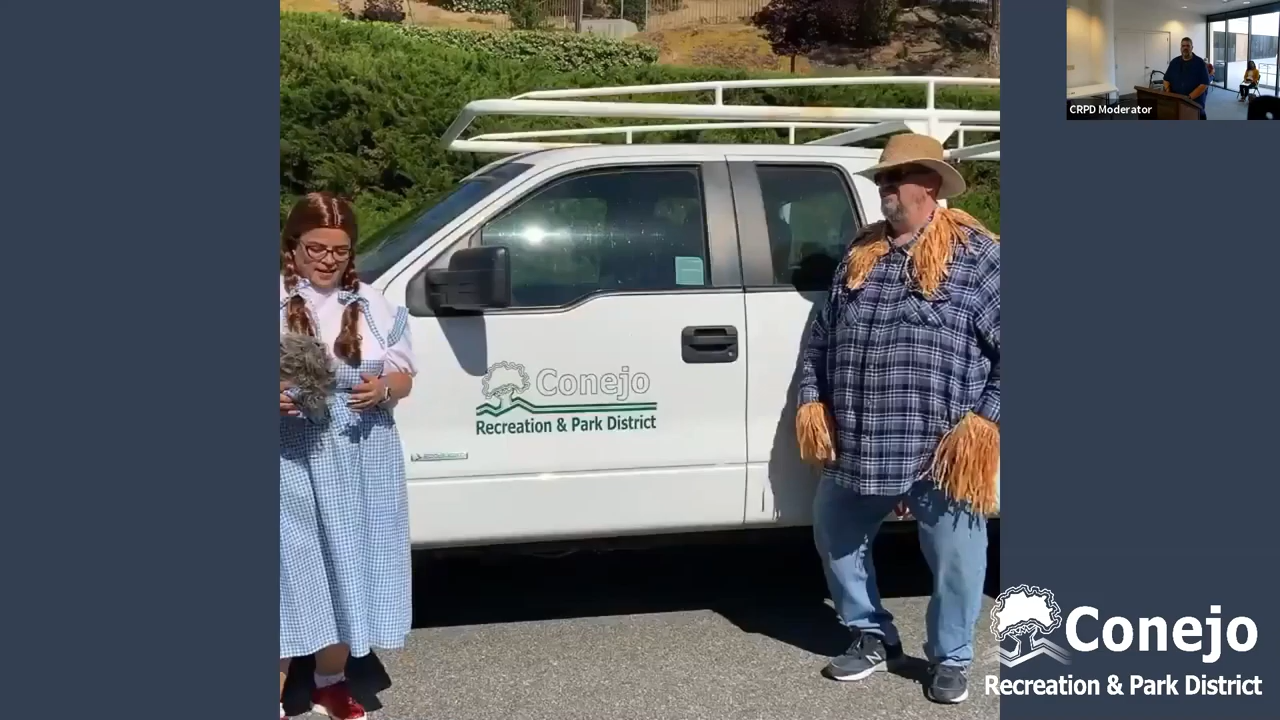 CRPD Moderator
Conejo
Recreation & Park District
Conejo
Recreation & Park District